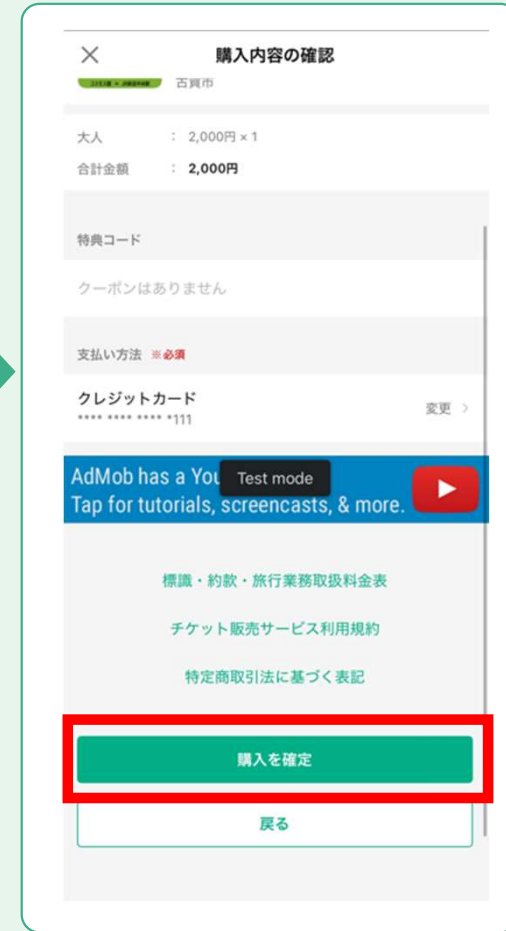 購入内容の確認
古賀市
大人 : 2,000円 × 1
合計金額 : 2,000円
特典コード
クーポンはありません
支払い方法 ※必須
クレジットカード
**** **** **** *111
変更 >
AdMob has a You
Test mode
Tap for tutorials, screencasts, & more.
標識・約款・旅行業務取扱料金表
チケット販売サービス利用規約
特定商取引法に基づく表記
購入を確定
戻る